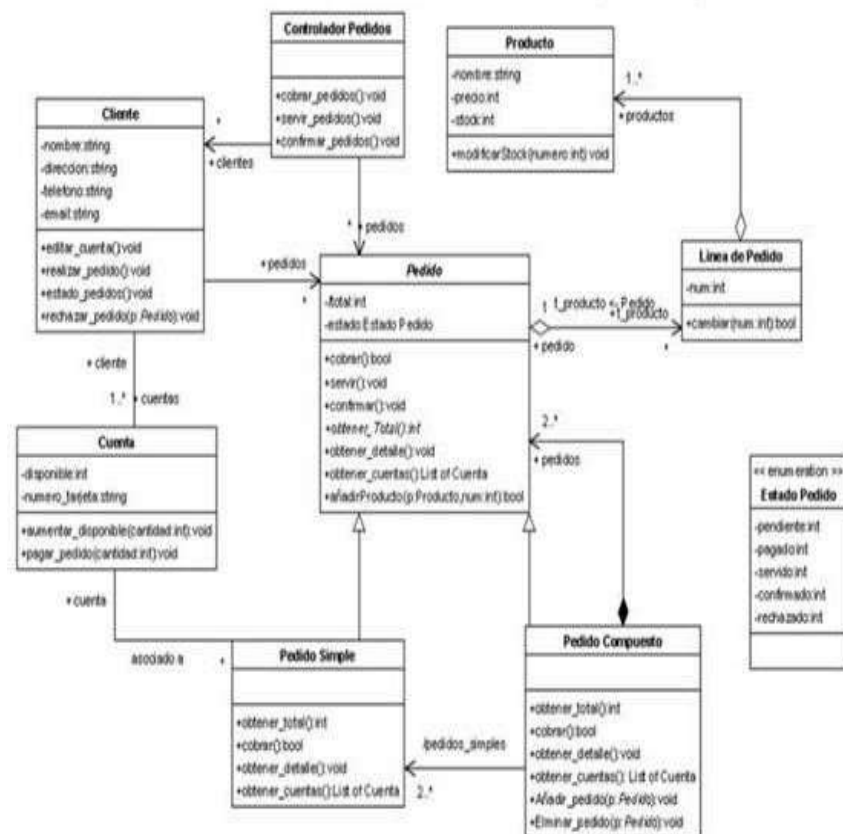 Controlador Pedidos
+cobrar_pedidos():void
+servir_pedidos():void
+confirmar_pedidos():void
Producto
-nombre:string
-precio:int
-stock:int
+modificarStock(numero:int):void
1..*
+ productos
Cliente
-nombre:string
-direccion:string
-telefono:string
-email:string
+editar_cuenta():void
+realizar_pedido():void
+estado_pedidos():void
+rechazar_pedido(p:Pedido):void
*
+ clientes
* + pedidos
+ pedidos
*
Pedido
-/total:int
-estado:Estado Pedido
+cobrar():bool
+servir():void
+confirmar():void
+obtener_Total():int
+obtener_detalle():void
+obtener_cuentas():List of Cuenta
+añadirProducto(p:Producto,num:int):bool
1
+ pedido
*
Linea de Pedido
-num:int
+cambiar(num:int):bool
+ cliente
1..* + cuentas
Cuenta
-disponible:int
-numero_tarjeta:string
+aumentar_disponible(cantidad:int):void
+pagar_pedido(cantidad:int):void
2..*
+ pedidos
<< enumeration >>
Estado Pedido
-pendiente:int
-pagado:int
-servido:int
-confirmado:int
-rechazado:int
+ cuenta
asociado a
*
Pedido Simple
+obtener_total():int
+cobrar():bool
+obtener_detalle():void
+obtener_cuentas():List of Cuenta
/pedidos_simples
2..*
Pedido Compuesto
+obtener_total():int
+cobrar():bool
+obtener_detalle():void
+obtener_cuentas(): List of Cuenta
+Añadir_pedido(p:Pedido):void
+Eliminar_pedido(p:Pedido):void